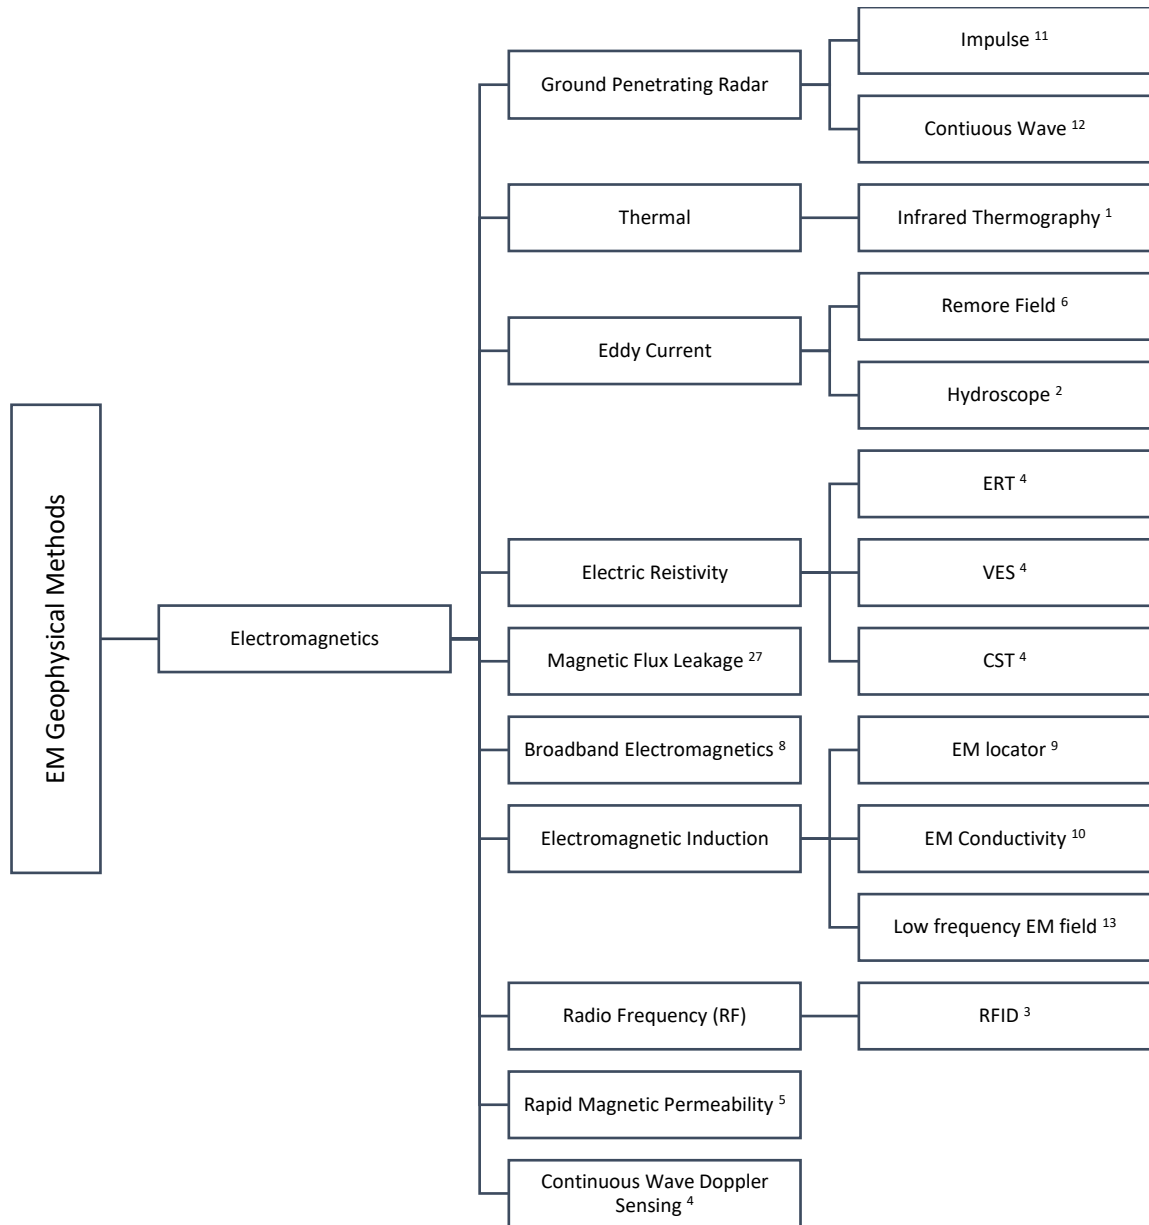 EM Geophysical Methods
Electromagnetics
Ground Penetrating Radar
Impulse ¹¹
Contiuous Wave ¹²
Thermal
Infrared Thermography ¹
Eddy Current
Remore Field ⁶
Hydroscope ²
Electric Reistivity
ERT ⁴
VES ⁴
CST ⁴
Magnetic Flux Leakage ²⁷
Broadband Electromagnetics ⁸
Electromagnetic Induction
EM locator ⁹
EM Conductivity ¹⁰
Low frequency EM field ¹³
Radio Frequency (RF)
RFID ³
Rapid Magnetic Permeability ⁵
Continuous Wave Doppler
Sensing ⁴